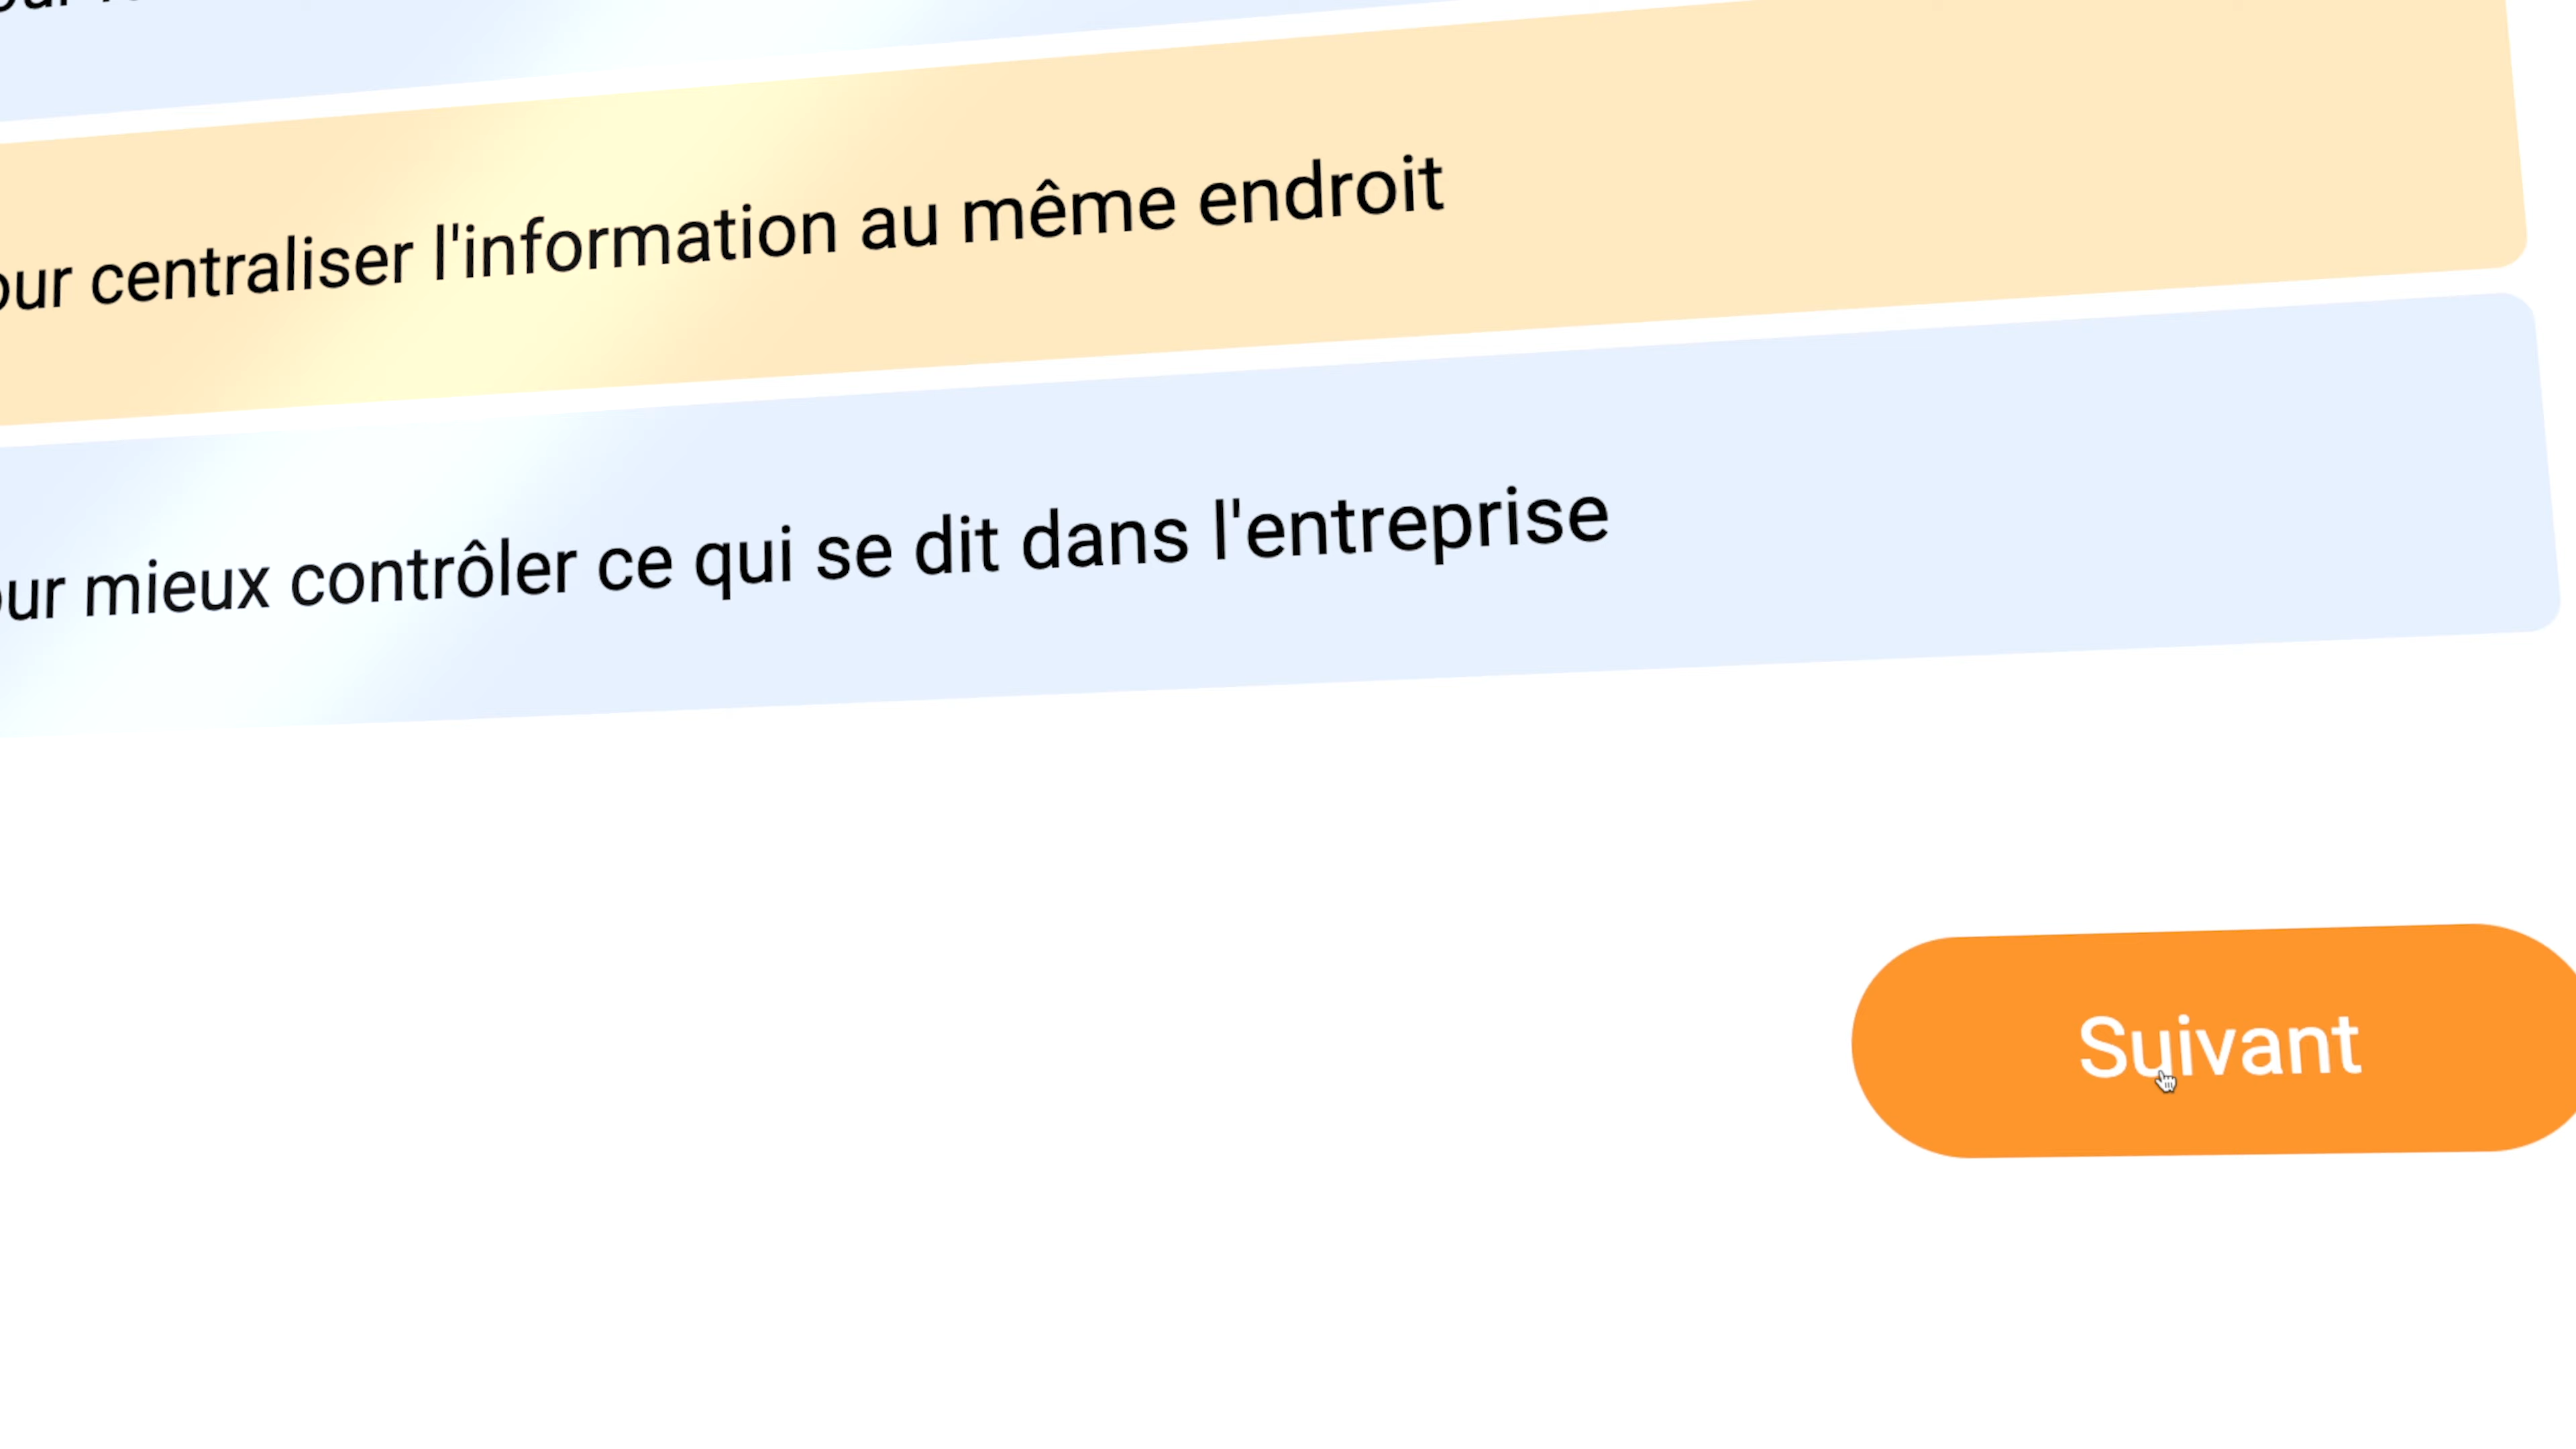 our centraliser l'information au même endroit
our mieux contrôler ce qui se dit dans l'entreprise
Suivant